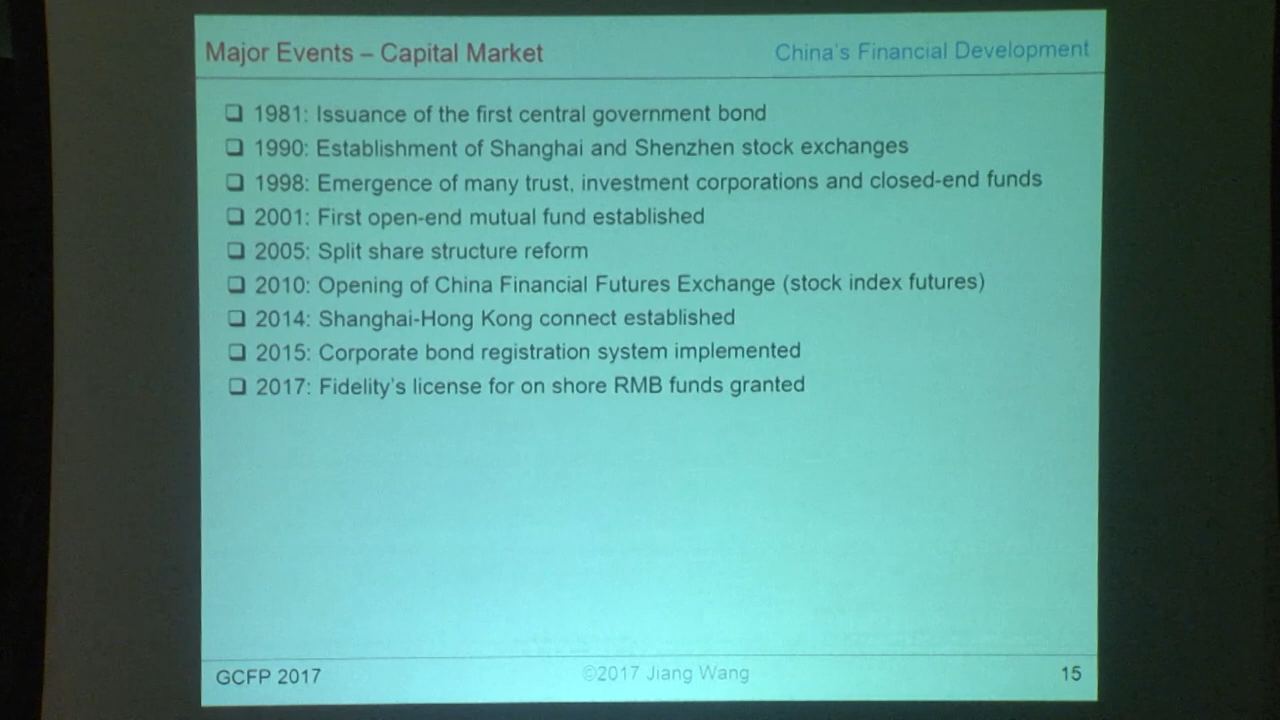 Major Events – Capital Market
China's Financial Development
❑ 1981: Issuance of the first central government bond
❑ 1990: Establishment of Shanghai and Shenzhen stock exchanges
❑ 1998: Emergence of many trust, investment corporations and closed-end funds
❑ 2001: First open-end mutual fund established
❑ 2005: Split share structure reform
❑ 2010: Opening of China Financial Futures Exchange (stock index futures)
❑ 2014: Shanghai-Hong Kong connect established
❑ 2015: Corporate bond registration system implemented
❑ 2017: Fidelity's license for on shore RMB funds granted
GCFP 2017
©2017 Jiang Wang
15